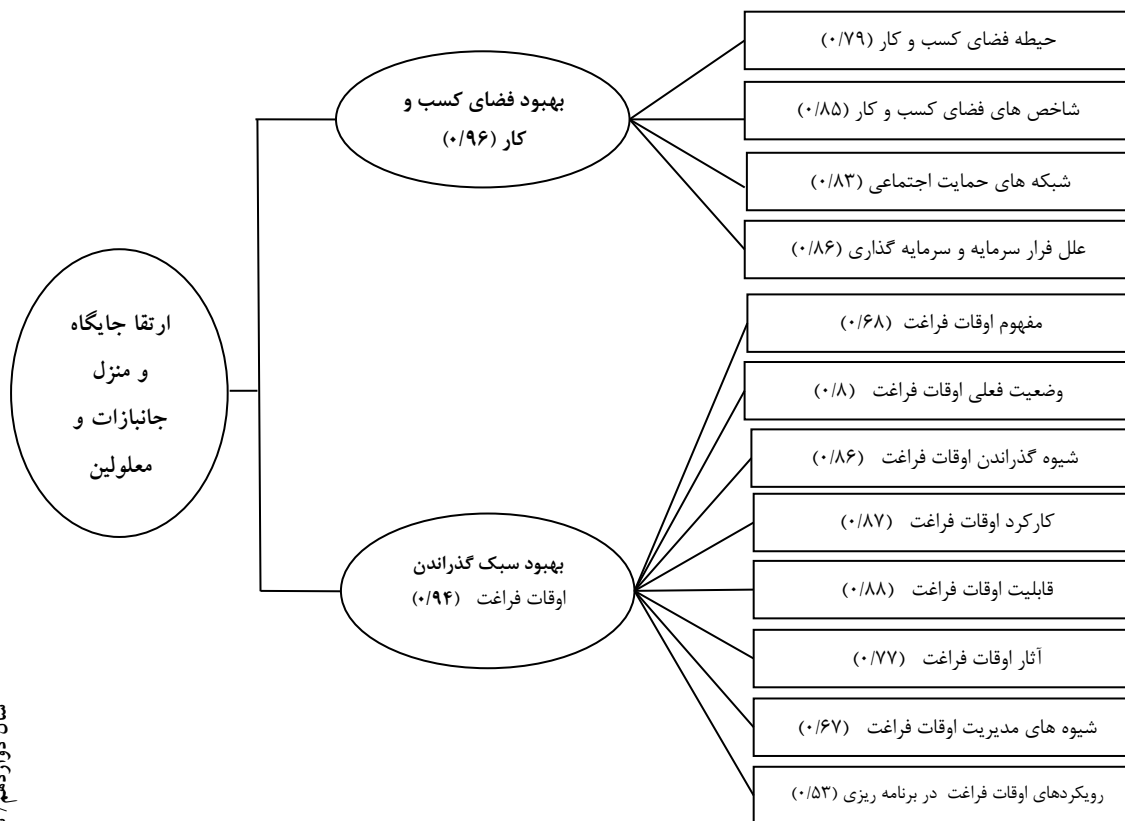 ارتقا جایگاه
و منزل
جانبازات و
معلولین
بهبود فضای کسب و
کار (۰/۹۶)
حیطه فضای کسب و کار (۰/۷۹)
شاخص های فضای کسب و کار (۰/۸۵)
شبکه های حمایت اجتماعی (۰/۸۳)
علل فرار سرمایه و سرمایه گذاری (۰/۸۶)
بهبود سبک گذراندن
اوقات فراغت (۰/۹۴)
مفهوم اوقات فراغت (۰/۶۸)
وضعیت فعلی اوقات فراغت (۰/۸)
شیوه گذراندن اوقات فراغت (۰/۸۶)
کارکرد اوقات فراغت (۰/۸۷)
قابلیت اوقات فراغت (۰/۸۸)
آثار اوقات فراغت (۰/۷۷)
شیوه های مدیریت اوقات فراغت (۰/۶۷)
رویکردهای اوقات فراغت در برنامه ریزی (۰/۵۳)
سال دوازدهم /